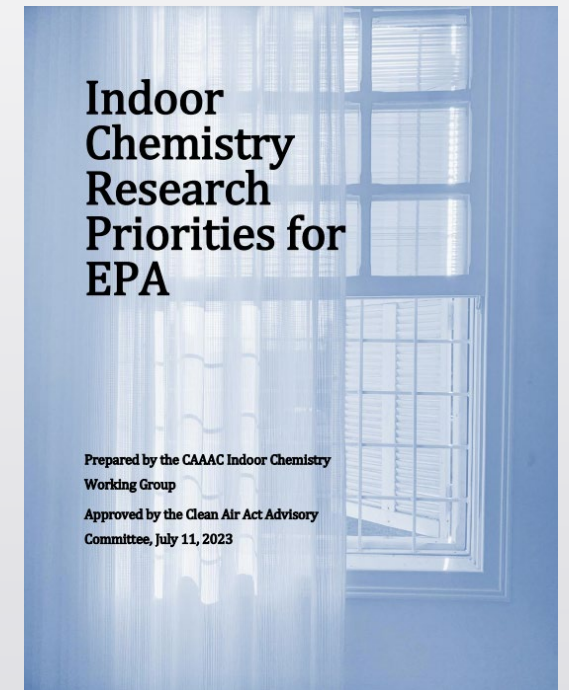 Indoor
Chemistry
Research
Priorities for
EPA
Prepared by the CAAAC Indoor Chemistry
Working Group
Approved by the Clean Air Act Advisory
Committee, July 11, 2023